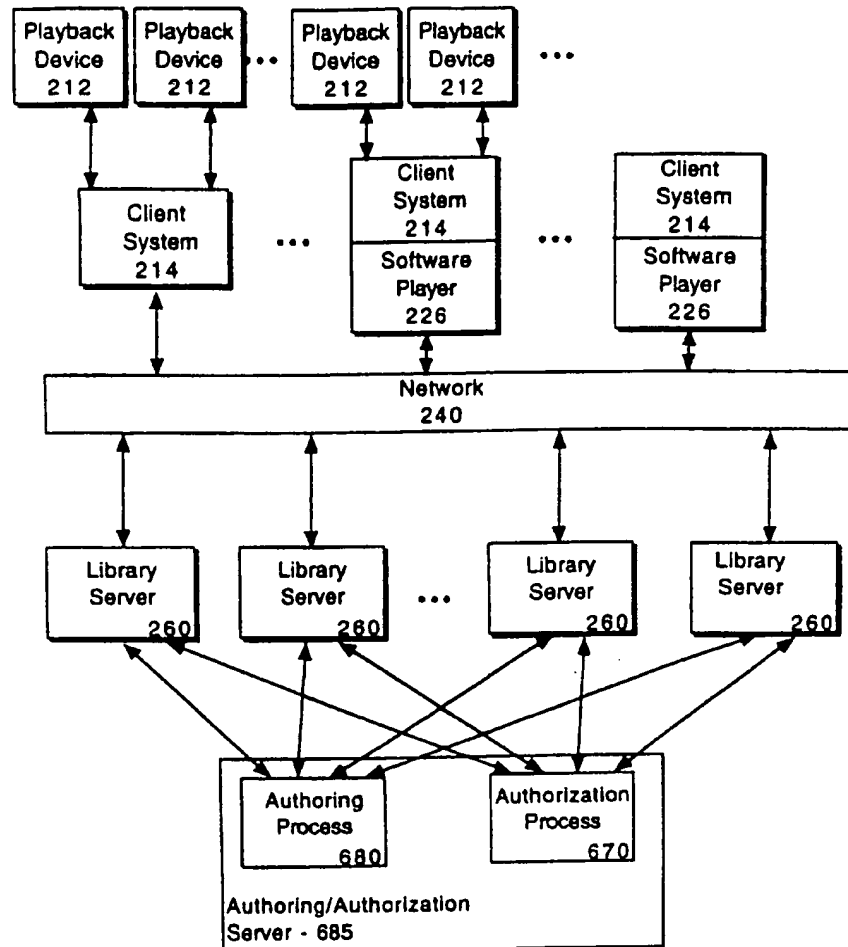 Playback
Device
212
Playback
Device
212
...
Playback
Device
212
Playback
Device
212
...
Client
System
214
...
Client
System
214
Software
Player
226
...
Client
System
214
Software
Player
226
Network
240
Library
Server
260
Library
Server
260
...
Library
Server
260
Library
Server
260
Authoring
Process
680
Authorization
Process
670
Authoring/Authorization
Server - 685